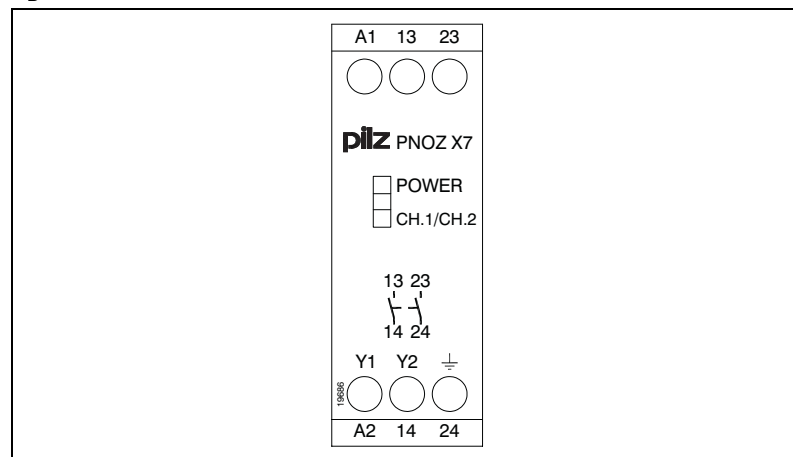 A1 13 23
pilz PNOZ X7
POWER
CH.1/CH.2
13 23
14 24
Y1 Y2
19686
A2 14 24